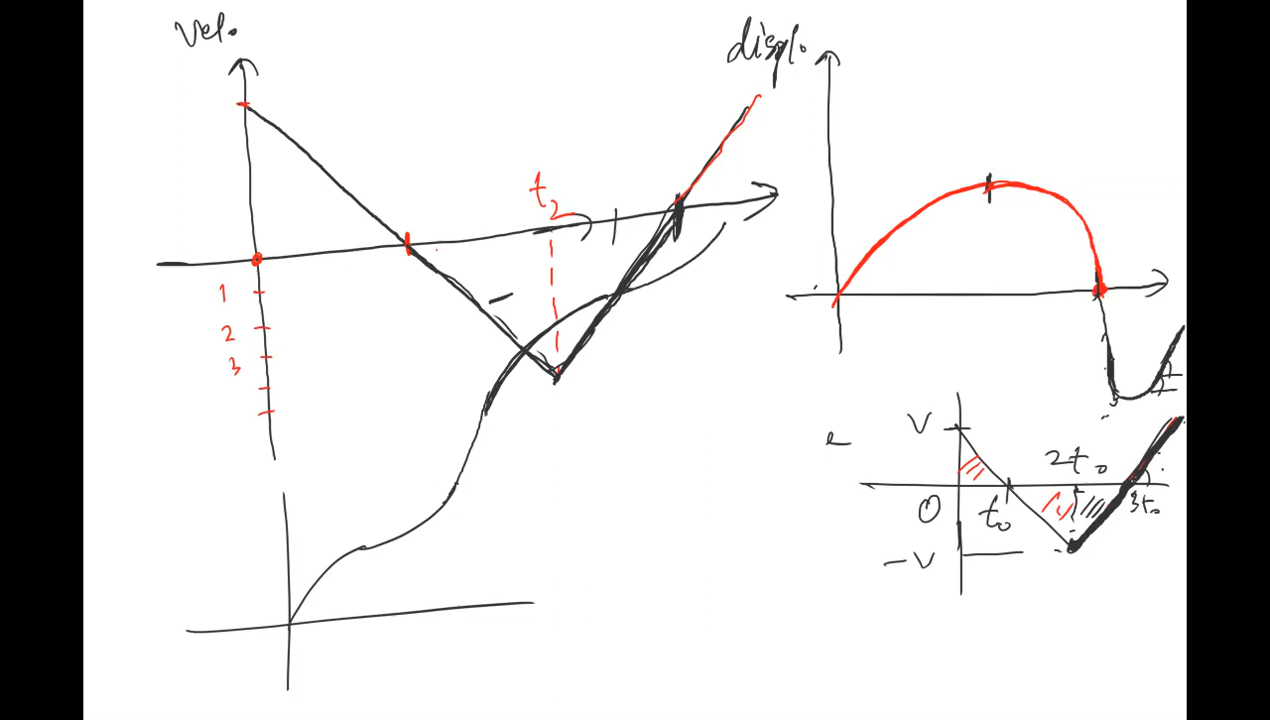 vel.
displ.
t₂
1
2
3
V
2t₀
0
t₀
3t₀
-V